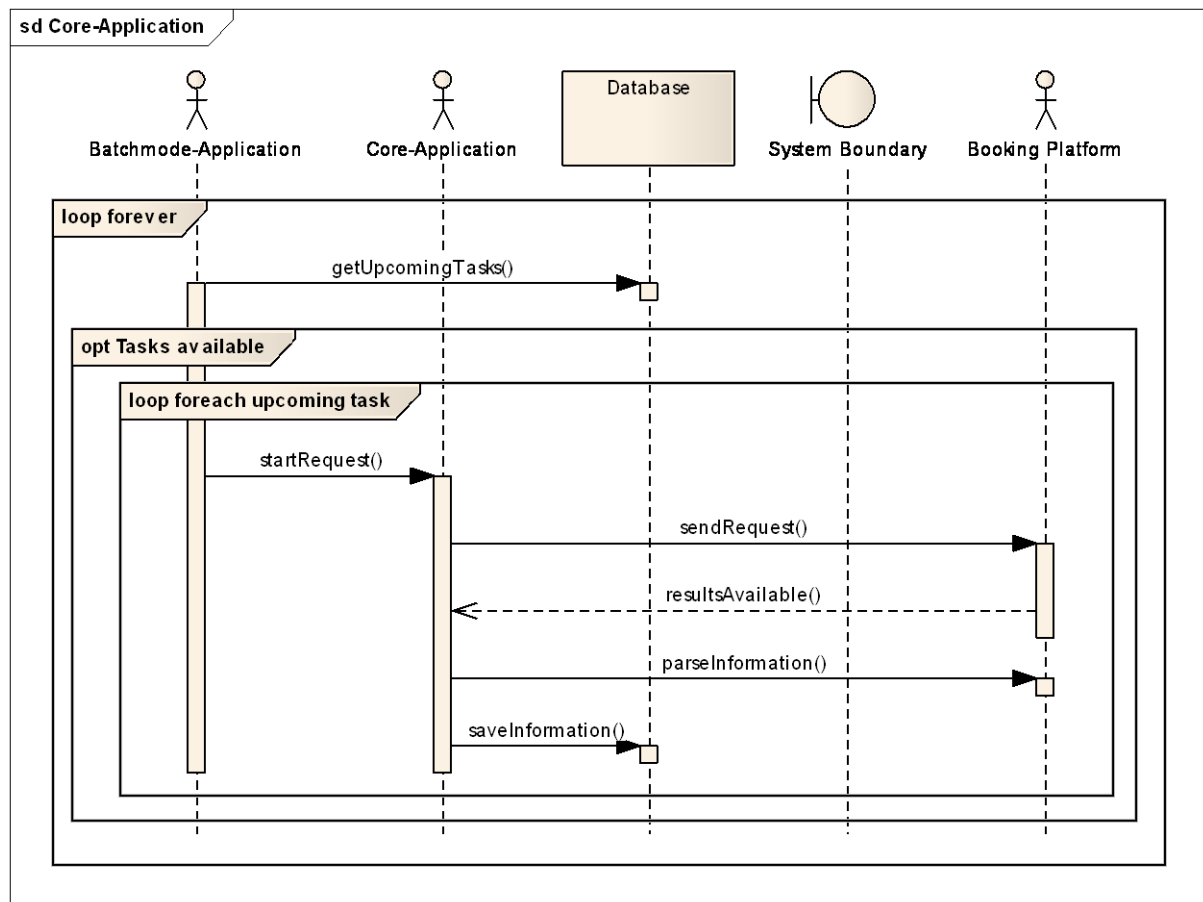 sd Core-Application
Database
Batchmode-Application
Core-Application
System Boundary
Booking Platform
loop forever
getUpcomingTasks()
opt Tasks available
loop foreach upcoming task
startRequest()
sendRequest()
resultsAvailable()
parseInformation()
saveInformation()